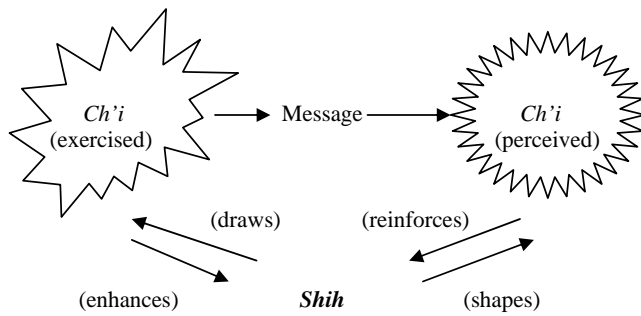 Ch'i
(exercised)
Message
Ch'i
(perceived)
(draws)
(reinforces)
(enhances)
Shih
(shapes)